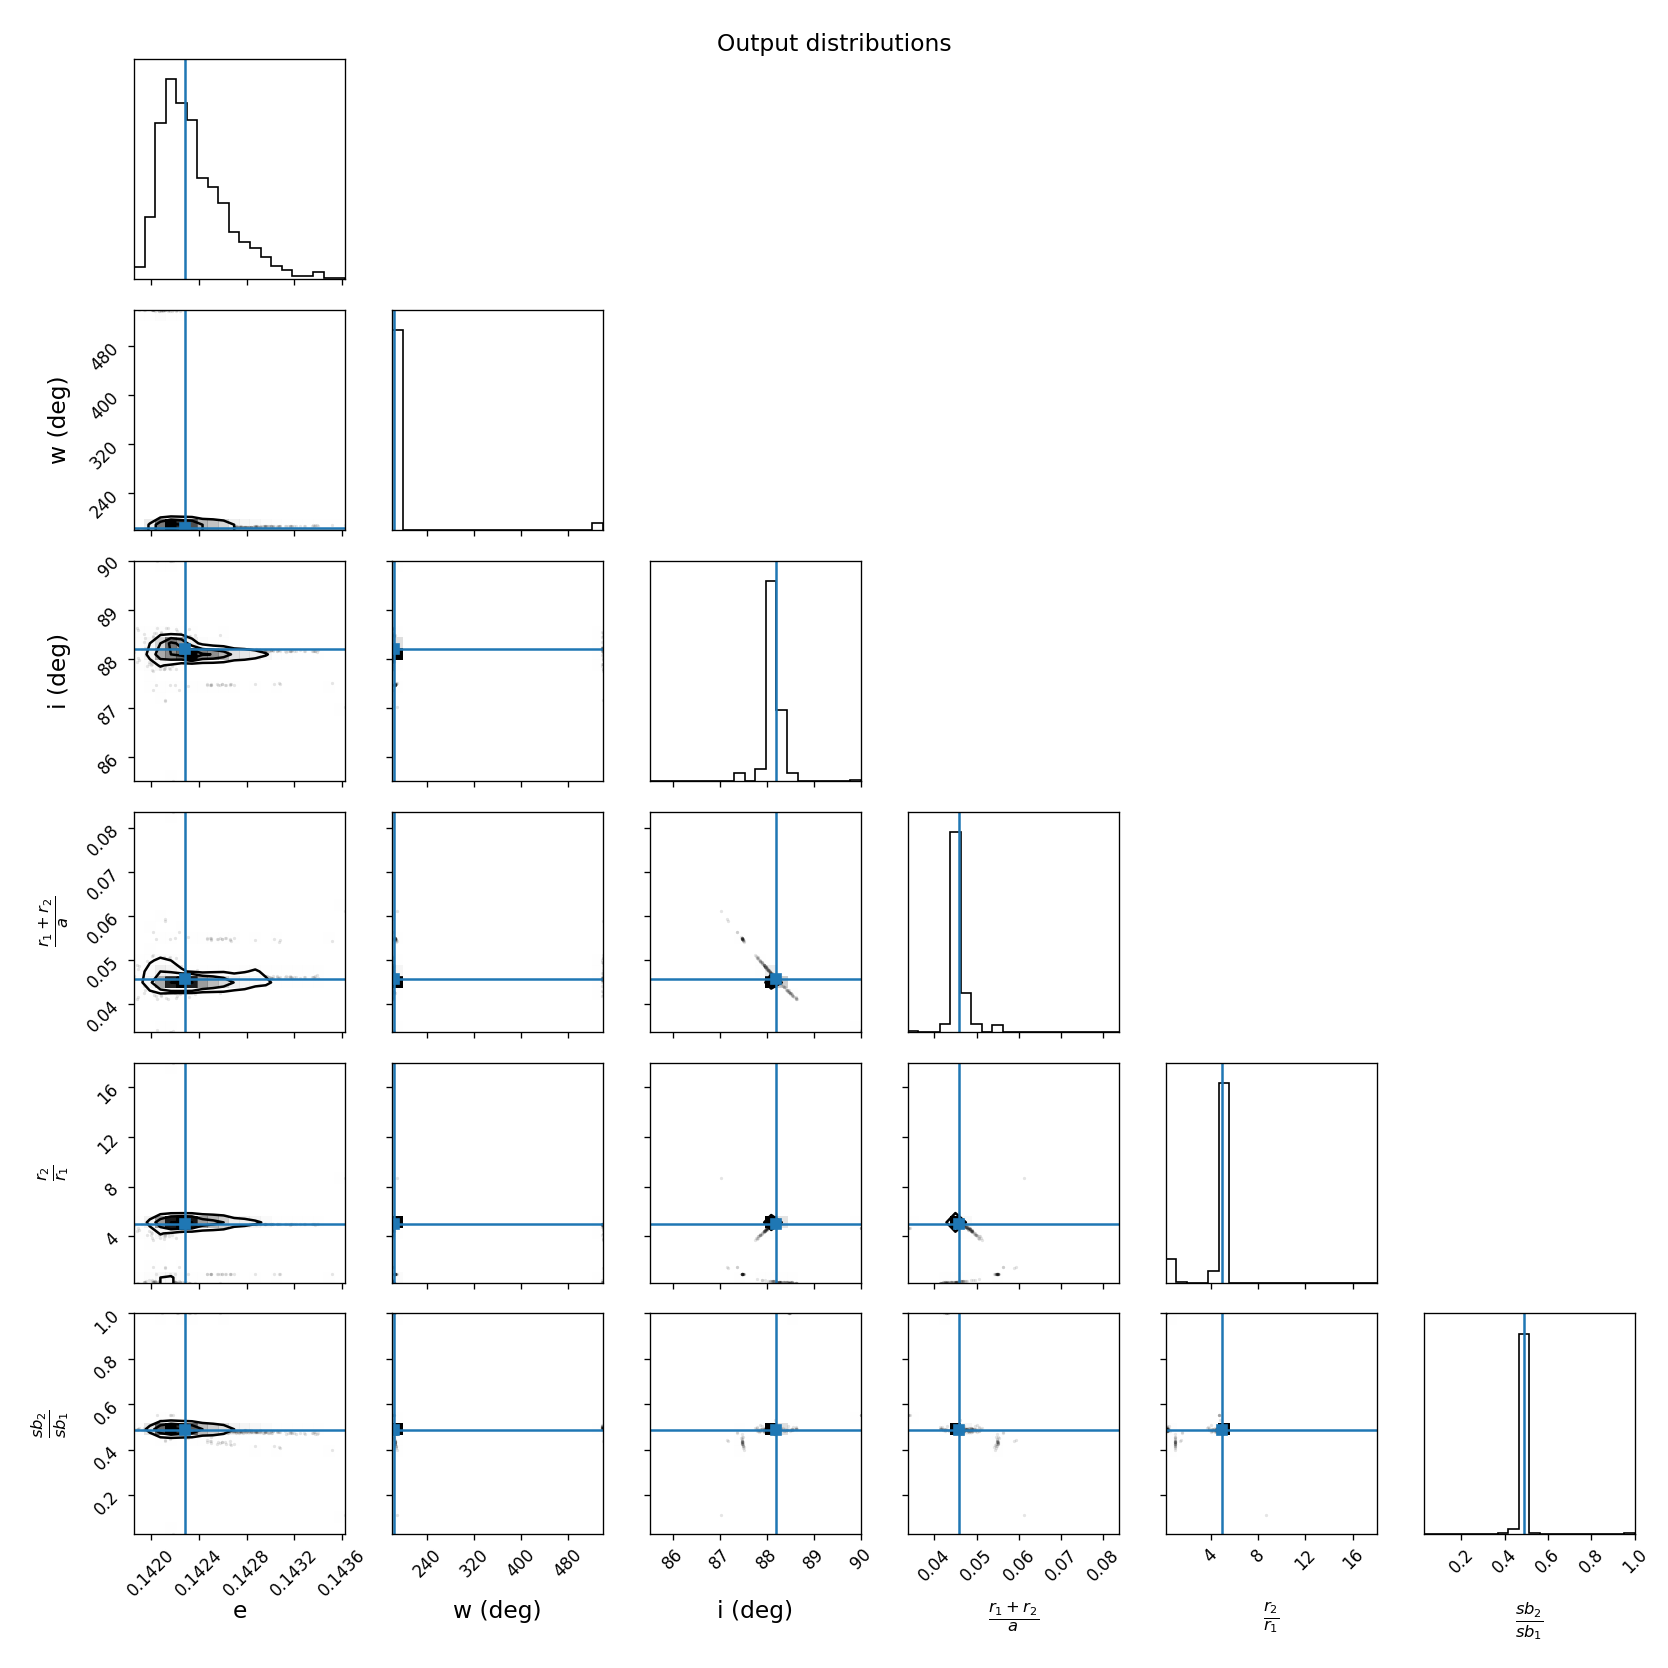 Output distributions
w (deg)
480
400
320
240
i (deg)
90
89
88
87
86
r₁ + r₂ / a
0.08
0.07
0.06
0.05
0.04
r₂ / r₁
16
12
8
4
sb₂ / sb₁
1.0
0.8
0.6
0.4
0.2
0.1420 0.1424 0.1428 0.1432 0.1436
240 320 400 480
86 87 88 89 90
0.04 0.05 0.06 0.07 0.08
4 8 12 16
0.2 0.4 0.6 0.8 1.0
e
w (deg)
i (deg)
r₁ + r₂ / a
r₂ / r₁
sb₂ / sb₁